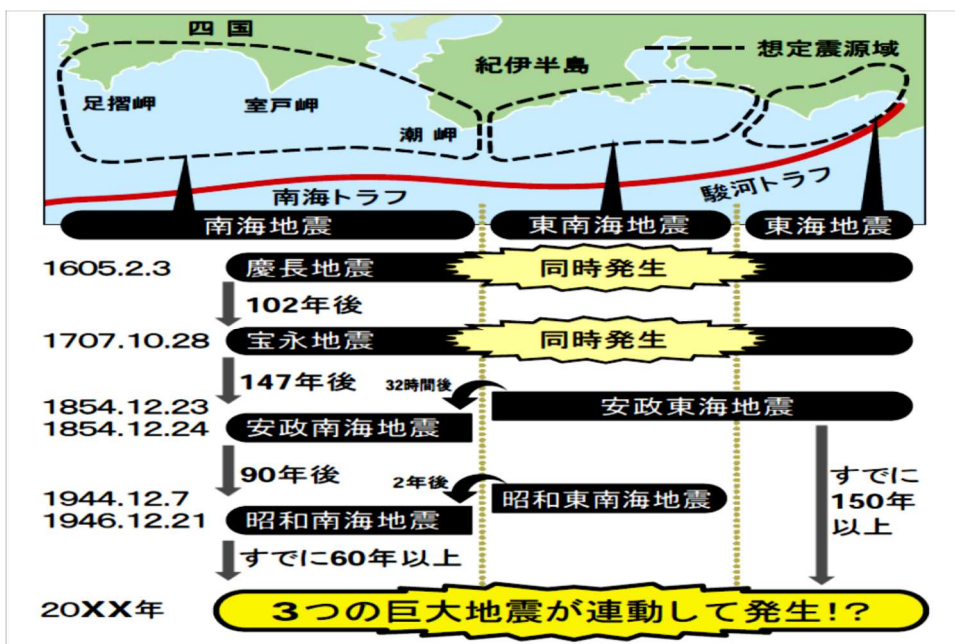 四国
紀伊半島
想定震源域
足摺岬
室戸岬
潮岬
南海トラフ
駿河トラフ
南海地震
東南海地震
東海地震
1605.2.3
慶長地震
同時発生
102年後
1707.10.28
宝永地震
同時発生
147年後
32時間後
1854.12.23
安政東海地震
1854.12.24
安政南海地震
90年後
2年後
すでに
150年
以上
1944.12.7
昭和東南海地震
1946.12.21
昭和南海地震
すでに60年以上
20XX年
3つの巨大地震が連動して発生!?